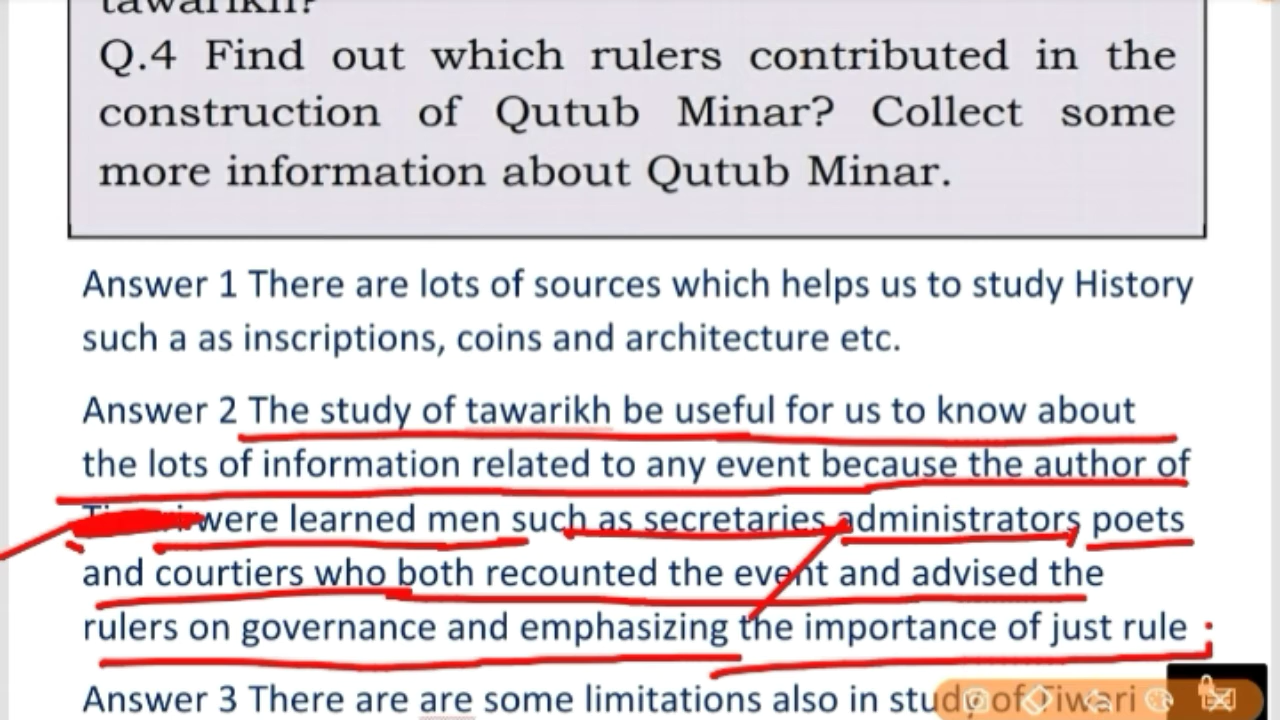 tawarikh?
Q.4 Find out which rulers contributed in the
construction of Qutub Minar? Collect some
more information about Qutub Minar.
Answer 1 There are lots of sources which helps us to study History
such a as inscriptions, coins and architecture etc.
Answer 2 The study of tawarikh be useful for us to know about
the lots of information related to any event because the author of
were learned men such as secretaries administrators, poets
and courtiers who both recounted the event and advised the
rulers on governance and emphasizing the importance of just rule ;
Answer 3 There are are some limitations also in study of Tiwari